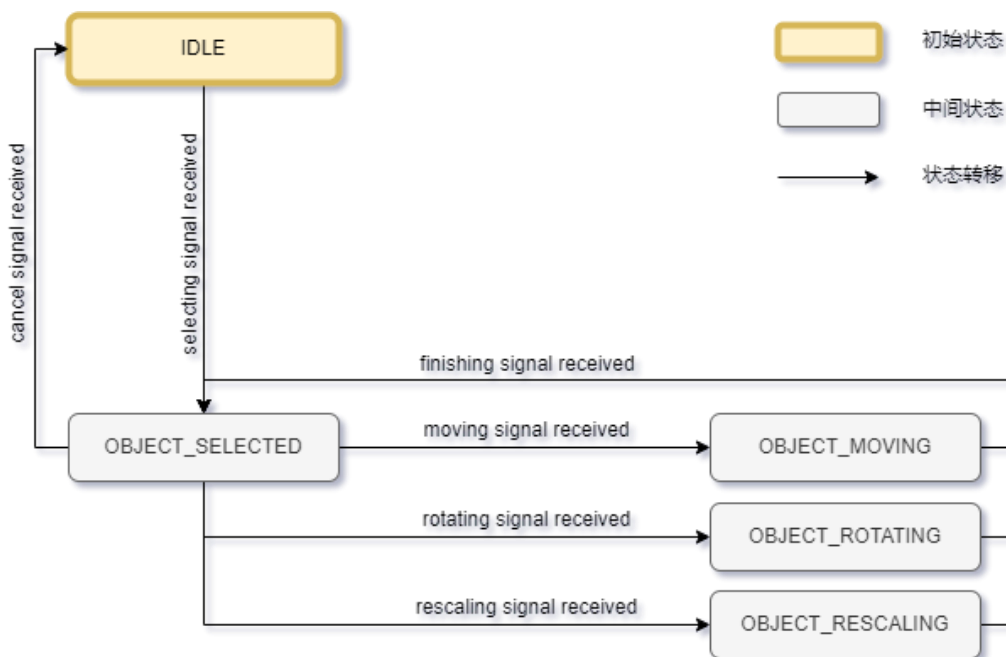 IDLE
初始状态
中间状态
状态转移
cancel signal received
selecting signal received
finishing signal received
OBJECT_SELECTED
moving signal received
OBJECT_MOVING
rotating signal received
OBJECT_ROTATING
rescaling signal received
OBJECT_RESCALING